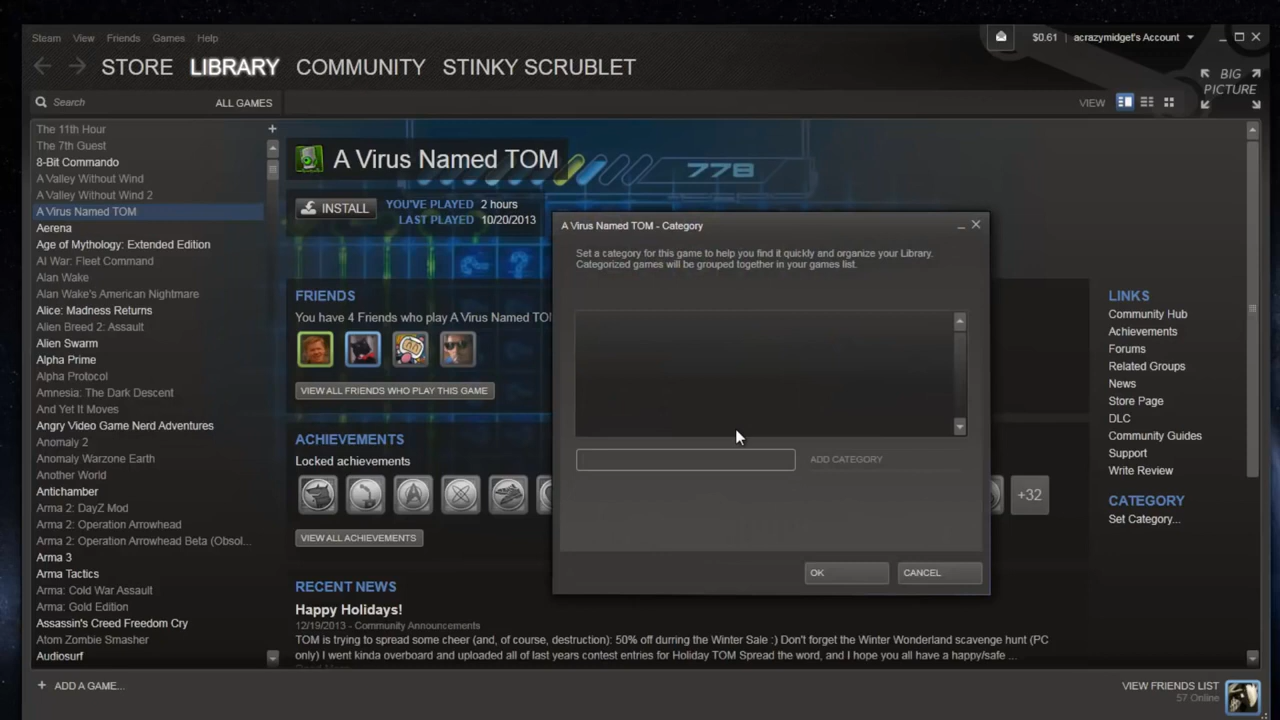 Steam View Friends Games Help
$0.61 acrazymidget's Account
STORE LIBRARY COMMUNITY STINKY SCRUBLET
BIG
PICTURE
Search ALL GAMES
VIEW
The 11th Hour
The 7th Guest
8-Bit Commando
A Valley Without Wind
A Valley Without Wind 2
A Virus Named TOM
Aerena
Age of Mythology: Extended Edition
AI War: Fleet Command
Alan Wake
Alan Wake's American Nightmare
Alice: Madness Returns
Alien Breed 2: Assault
Alien Swarm
Alpha Prime
Alpha Protocol
Amnesia: The Dark Descent
And Yet It Moves
Angry Video Game Nerd Adventures
Anomaly 2
Anomaly Warzone Earth
Another World
Antichamber
Arma 2: DayZ Mod
Arma 2: Operation Arrowhead
Arma 2: Operation Arrowhead Beta (Obsol...
Arma 3
Arma Tactics
Arma: Cold War Assault
Arma: Gold Edition
Assassin's Creed Freedom Cry
Atom Zombie Smasher
Audiosurf
+ ADD A GAME...
A Virus Named TOM
778
INSTALL
YOU'VE PLAYED 2 hours
LAST PLAYED 10/20/2013
FRIENDS
You have 4 Friends who play A Virus Named TO
VIEW ALL FRIENDS WHO PLAY THIS GAME
ACHIEVEMENTS
Locked achievements
+32
VIEW ALL ACHIEVEMENTS
RECENT NEWS
Happy Holidays!
12/19/2013 - Community Announcements
TOM is trying to spread some cheer (and, of course, destruction): 50% off durring the Winter Sale :) Don't forget the Winter Wonderland scavenge hunt (PC
only) I went kinda overboard and uploaded all of last years contest entries for Holiday TOM Spread the word, and I hope you all have a happy/safe ...
A Virus Named TOM - Category
Set a category for this game to help you find it quickly and organize your Library.
Categorized games will be grouped together in your games list.
ADD CATEGORY
OK CANCEL
LINKS
Community Hub
Achievements
Forums
Related Groups
News
Store Page
DLC
Community Guides
Support
Write Review
CATEGORY
Set Category...
VIEW FRIENDS LIST
57 Online